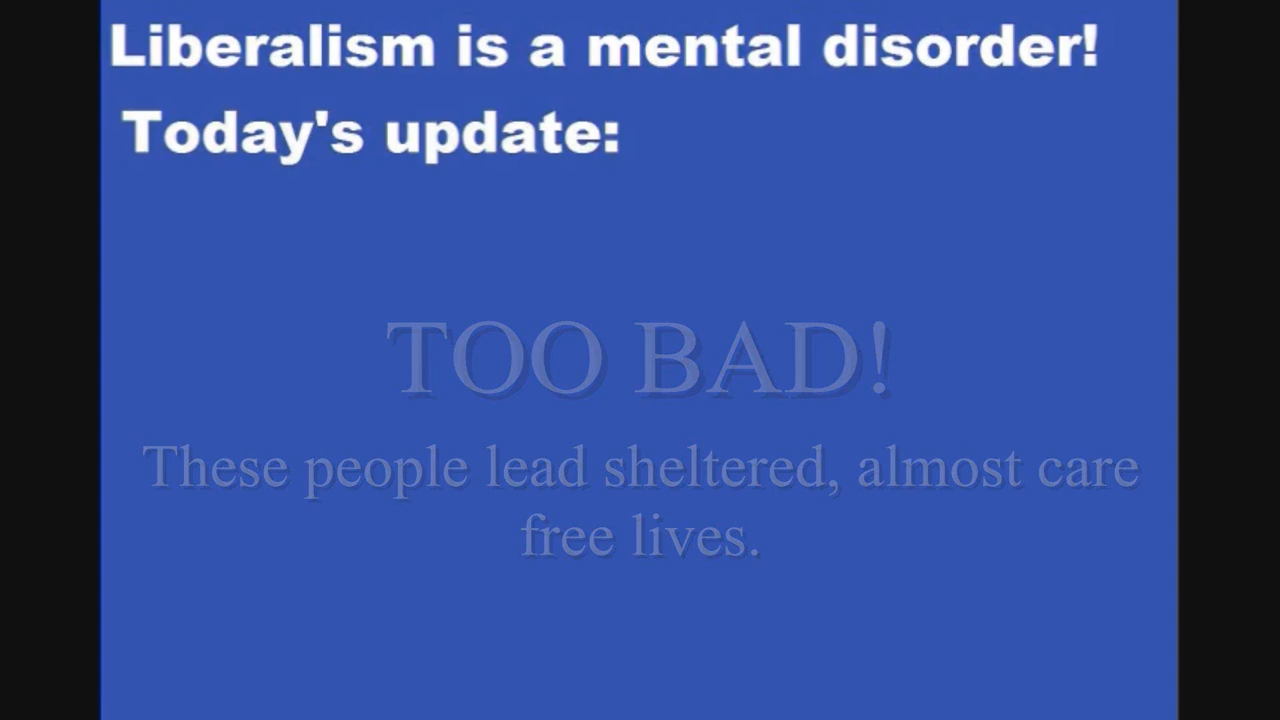 Liberalism is a mental disorder!
Today's update:
TOO BAD!
These people lead sheltered, almost care
free lives.